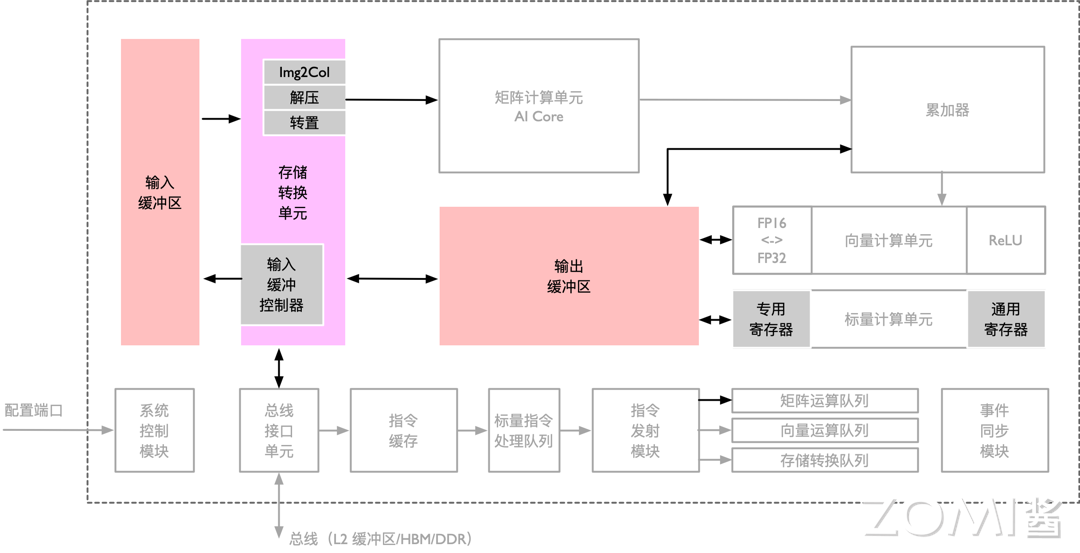 Img2Col
解压
转置
矩阵计算单元
AI Core
累加器
输入
缓冲区
存储
转换
单元
输入
缓冲
控制器
输出
缓冲区
FP16
<->
FP32
向量计算单元
ReLU
专用
寄存器
标量计算单元
通用
寄存器
配置端口
系统
控制
模块
总线
接口
单元
指令
缓存
标量指令
处理队列
指令
发射
模块
矩阵运算队列
向量运算队列
存储转换队列
事件
同步
模块
总线（L2 缓冲区/HBM/DDR）
ZOMI酱